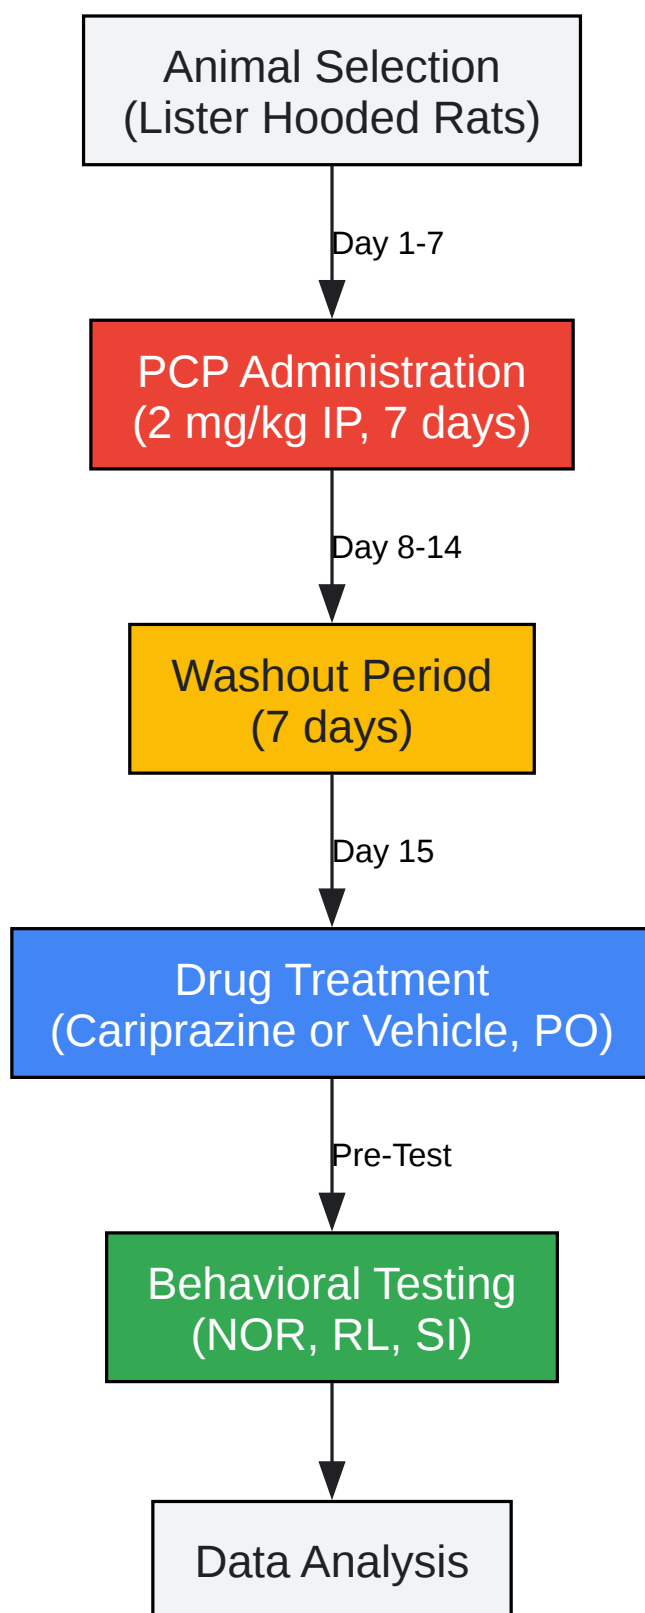 Animal Selection
(Lister Hooded Rats)
Day 1-7
PCP Administration
(2 mg/kg IP, 7 days)
Day 8-14
Washout Period
(7 days)
Day 15
Drug Treatment
(Cariprazine or Vehicle, PO)
Pre-Test
Behavioral Testing
(NOR, RL, SI)
Data Analysis